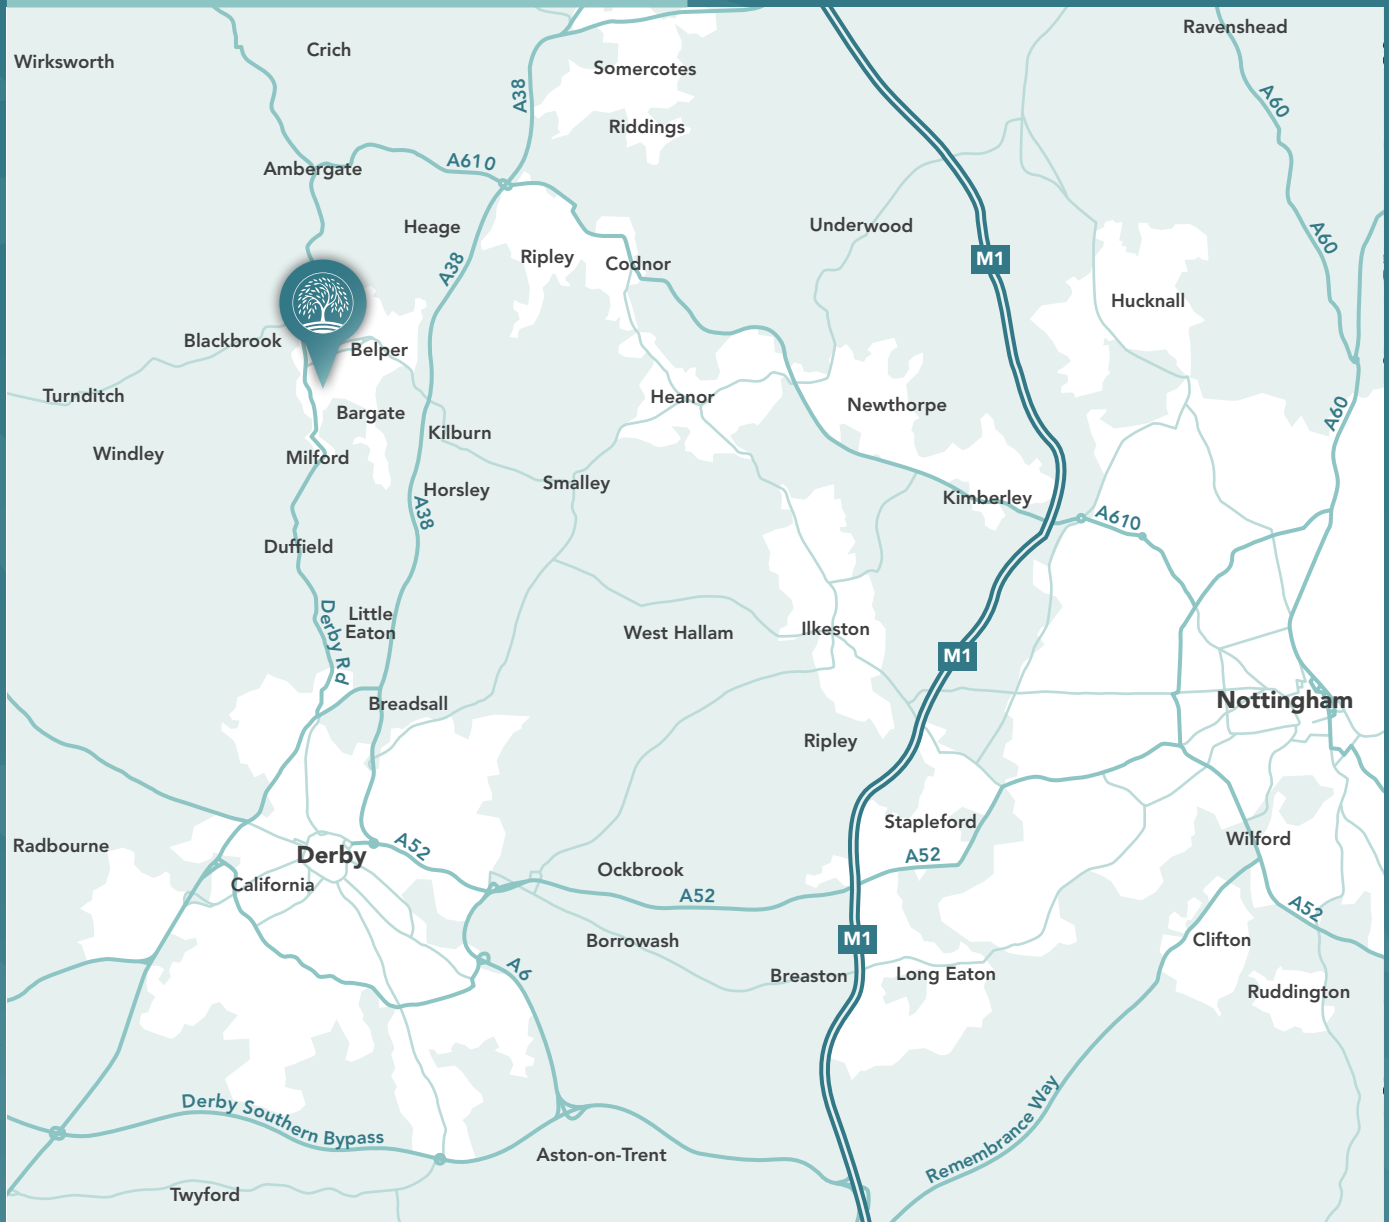 Ravenshead
Crich
Wirksworth
Somercotes
A38
A60
Riddings
A610
Ambergate
Underwood
Heage
A60
Ripley
Codnor
A38
M1
Hucknall
Blackbrook
Belper
Turnditch
Heanor
Newthorpe
Bargate
A60
Kilburn
Windley
Milford
Smalley
Horsley
Kimberley
A38
A610
Duffield
Little
Eaton
Derby Rd
West Hallam
Ilkeston
M1
Breadsall
Nottingham
Ripley
Stapleford
Wilford
Radbourne
A52
Derby
A52
Ockbrook
California
A52
A52
Borrowash
M1
Clifton
A6
Breaston
Long Eaton
Ruddington
Derby Southern Bypass
Remembrance Way
Aston-on-Trent
Twyford